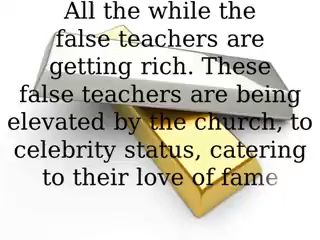 All the while the
false teachers are
getting rich. These
false teachers are being
elevated by the church, to
celebrity status, catering
to their love of fame